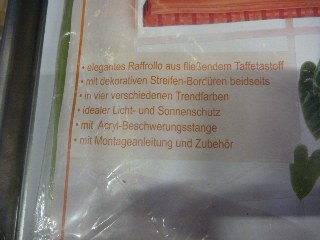 • elegantes Raffrollo aus fließendem Taffetastoff
• mit dekorativen Streifen-Bordüren beidseits
• in vier verschiedenen Trendfarben
• idealer Licht- und Sonnenschutz
• mit Acryl-Beschwerungsstange
• mit Montageanleitung und Zubehör